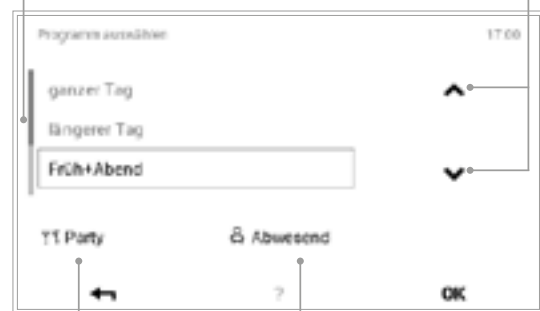 Programm auswählen 17:00
ganzer Tag
längerer Tag
Früh+Abend
Party Abwesend
? OK